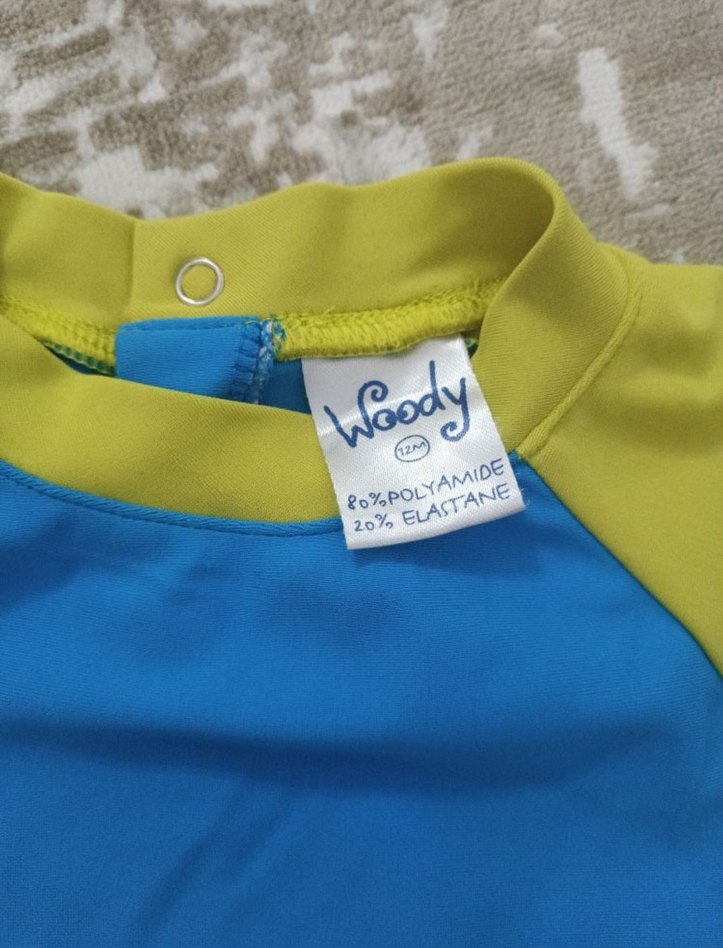 Woody
12M
80% POLYAMIDE
20% ELASTANE